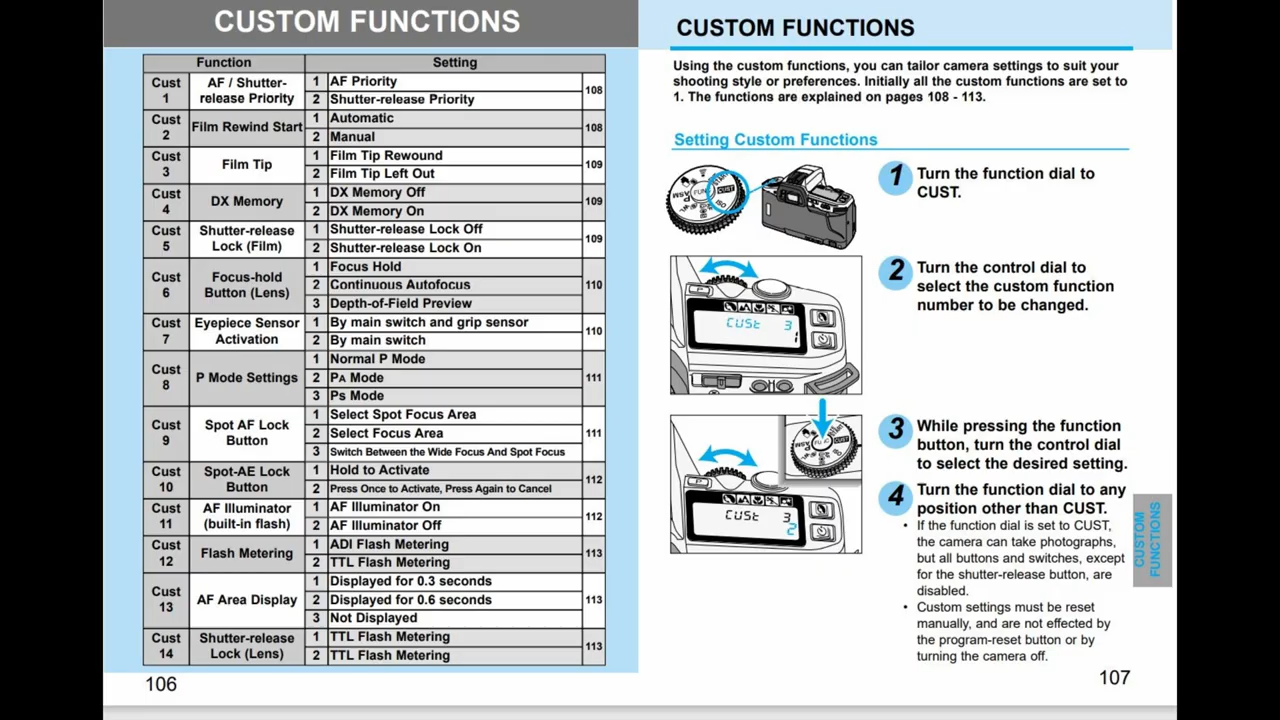 CUSTOM FUNCTIONS
Function Setting
Cust 1 AF / Shutter-release Priority 1 AF Priority 108
2 Shutter-release Priority
Cust 2 Film Rewind Start 1 Automatic 108
2 Manual
Cust 3 Film Tip 1 Film Tip Rewound 109
2 Film Tip Left Out
Cust 4 DX Memory 1 DX Memory Off 109
2 DX Memory On
Cust 5 Shutter-release Lock (Film) 1 Shutter-release Lock Off 109
2 Shutter-release Lock On
Cust 6 Focus-hold Button (Lens) 1 Focus Hold 110
2 Continuous Autofocus
3 Depth-of-Field Preview
Cust 7 Eyepiece Sensor Activation 1 By main switch and grip sensor 110
2 By main switch
Cust 8 P Mode Settings 1 Normal P Mode 111
2 PA Mode
3 Ps Mode
Cust 9 Spot AF Lock Button 1 Select Spot Focus Area 111
2 Select Focus Area
3 Switch Between the Wide Focus And Spot Focus
Cust 10 Spot-AE Lock Button 1 Hold to Activate 112
2 Press Once to Activate, Press Again to Cancel
Cust 11 AF Illuminator (built-in flash) 1 AF Illuminator On 112
2 AF Illuminator Off
Cust 12 Flash Metering 1 ADI Flash Metering 113
2 TTL Flash Metering
Cust 13 AF Area Display 1 Displayed for 0.3 seconds 113
2 Displayed for 0.6 seconds
3 Not Displayed
Cust 14 Shutter-release Lock (Lens) 1 TTL Flash Metering 113
2 TTL Flash Metering
106
CUSTOM FUNCTIONS
Using the custom functions, you can tailor camera settings to suit your
shooting style or preferences. Initially all the custom functions are set to
1. The functions are explained on pages 108 - 113.
Setting Custom Functions
1 Turn the function dial to
CUST.
CUST
ISO
ASM
2 Turn the control dial to
select the custom function
number to be changed.
P
CUSt 3
1
3 While pressing the function
button, turn the control dial
to select the desired setting.
CUST
ASM
P
CUSt 3
2
4 Turn the function dial to any
position other than CUST.
• If the function dial is set to CUST,
the camera can take photographs,
but all buttons and switches, except
for the shutter-release button, are
disabled.
• Custom settings must be reset
manually, and are not effected by
the program-reset button or by
turning the camera off.
CUSTOM
FUNCTIONS
107